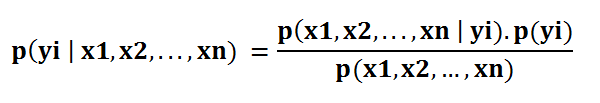 p(yi | x1,x2,...,xn) = p(x1,x2,...,xn | yi).p(yi) / p(x1,x2,...,xn)